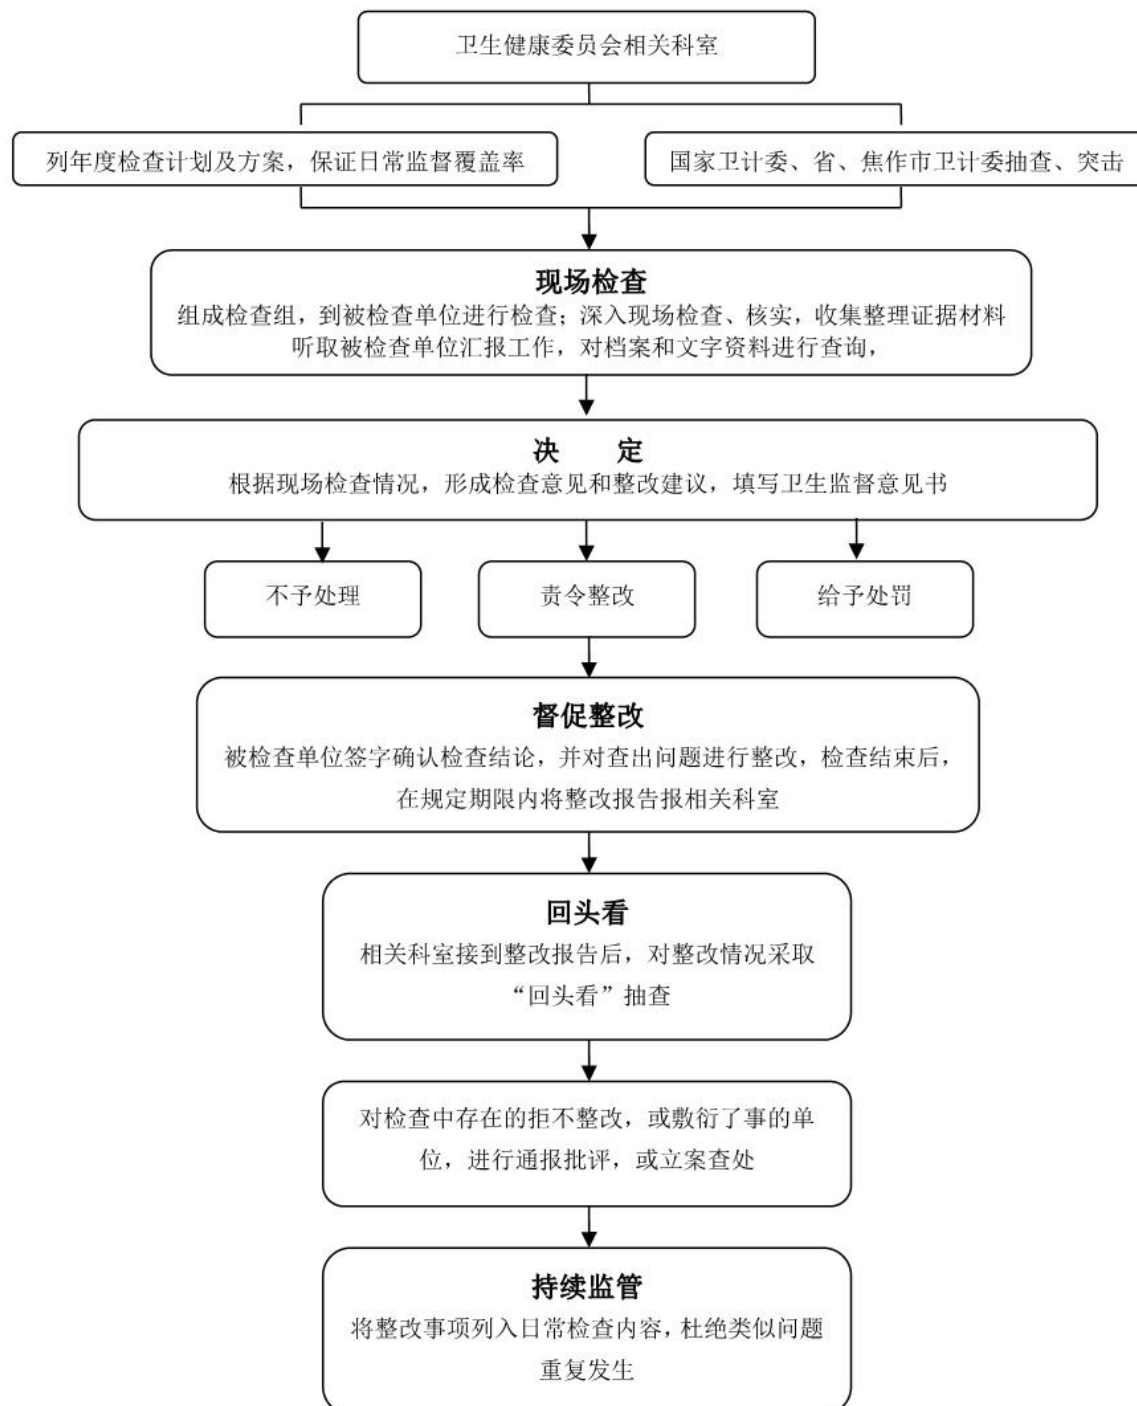 卫生健康委员会相关科室
列年度检查计划及方案，保证日常监督覆盖率
国家卫计委、省、焦作市卫计委抽查、突击
现场检查
组成检查组，到被检查单位进行检查；深入现场检查、核实，收集整理证据材料
听取被检查单位汇报工作，对档案和文字资料进行查询，
决 定
根据现场检查情况，形成检查意见和整改建议，填写卫生监督意见书
不予处理
责令整改
给予处罚
督促整改
被检查单位签字确认检查结论，并对查出问题进行整改，检查结束后，
在规定期限内将整改报告报相关科室
回头看
相关科室接到整改报告后，对整改情况采取
“回头看”抽查
对检查中存在的拒不整改，或敷衍了事的单
位，进行通报批评，或立案查处
持续监管
将整改事项列入日常检查内容，杜绝类似问题
重复发生